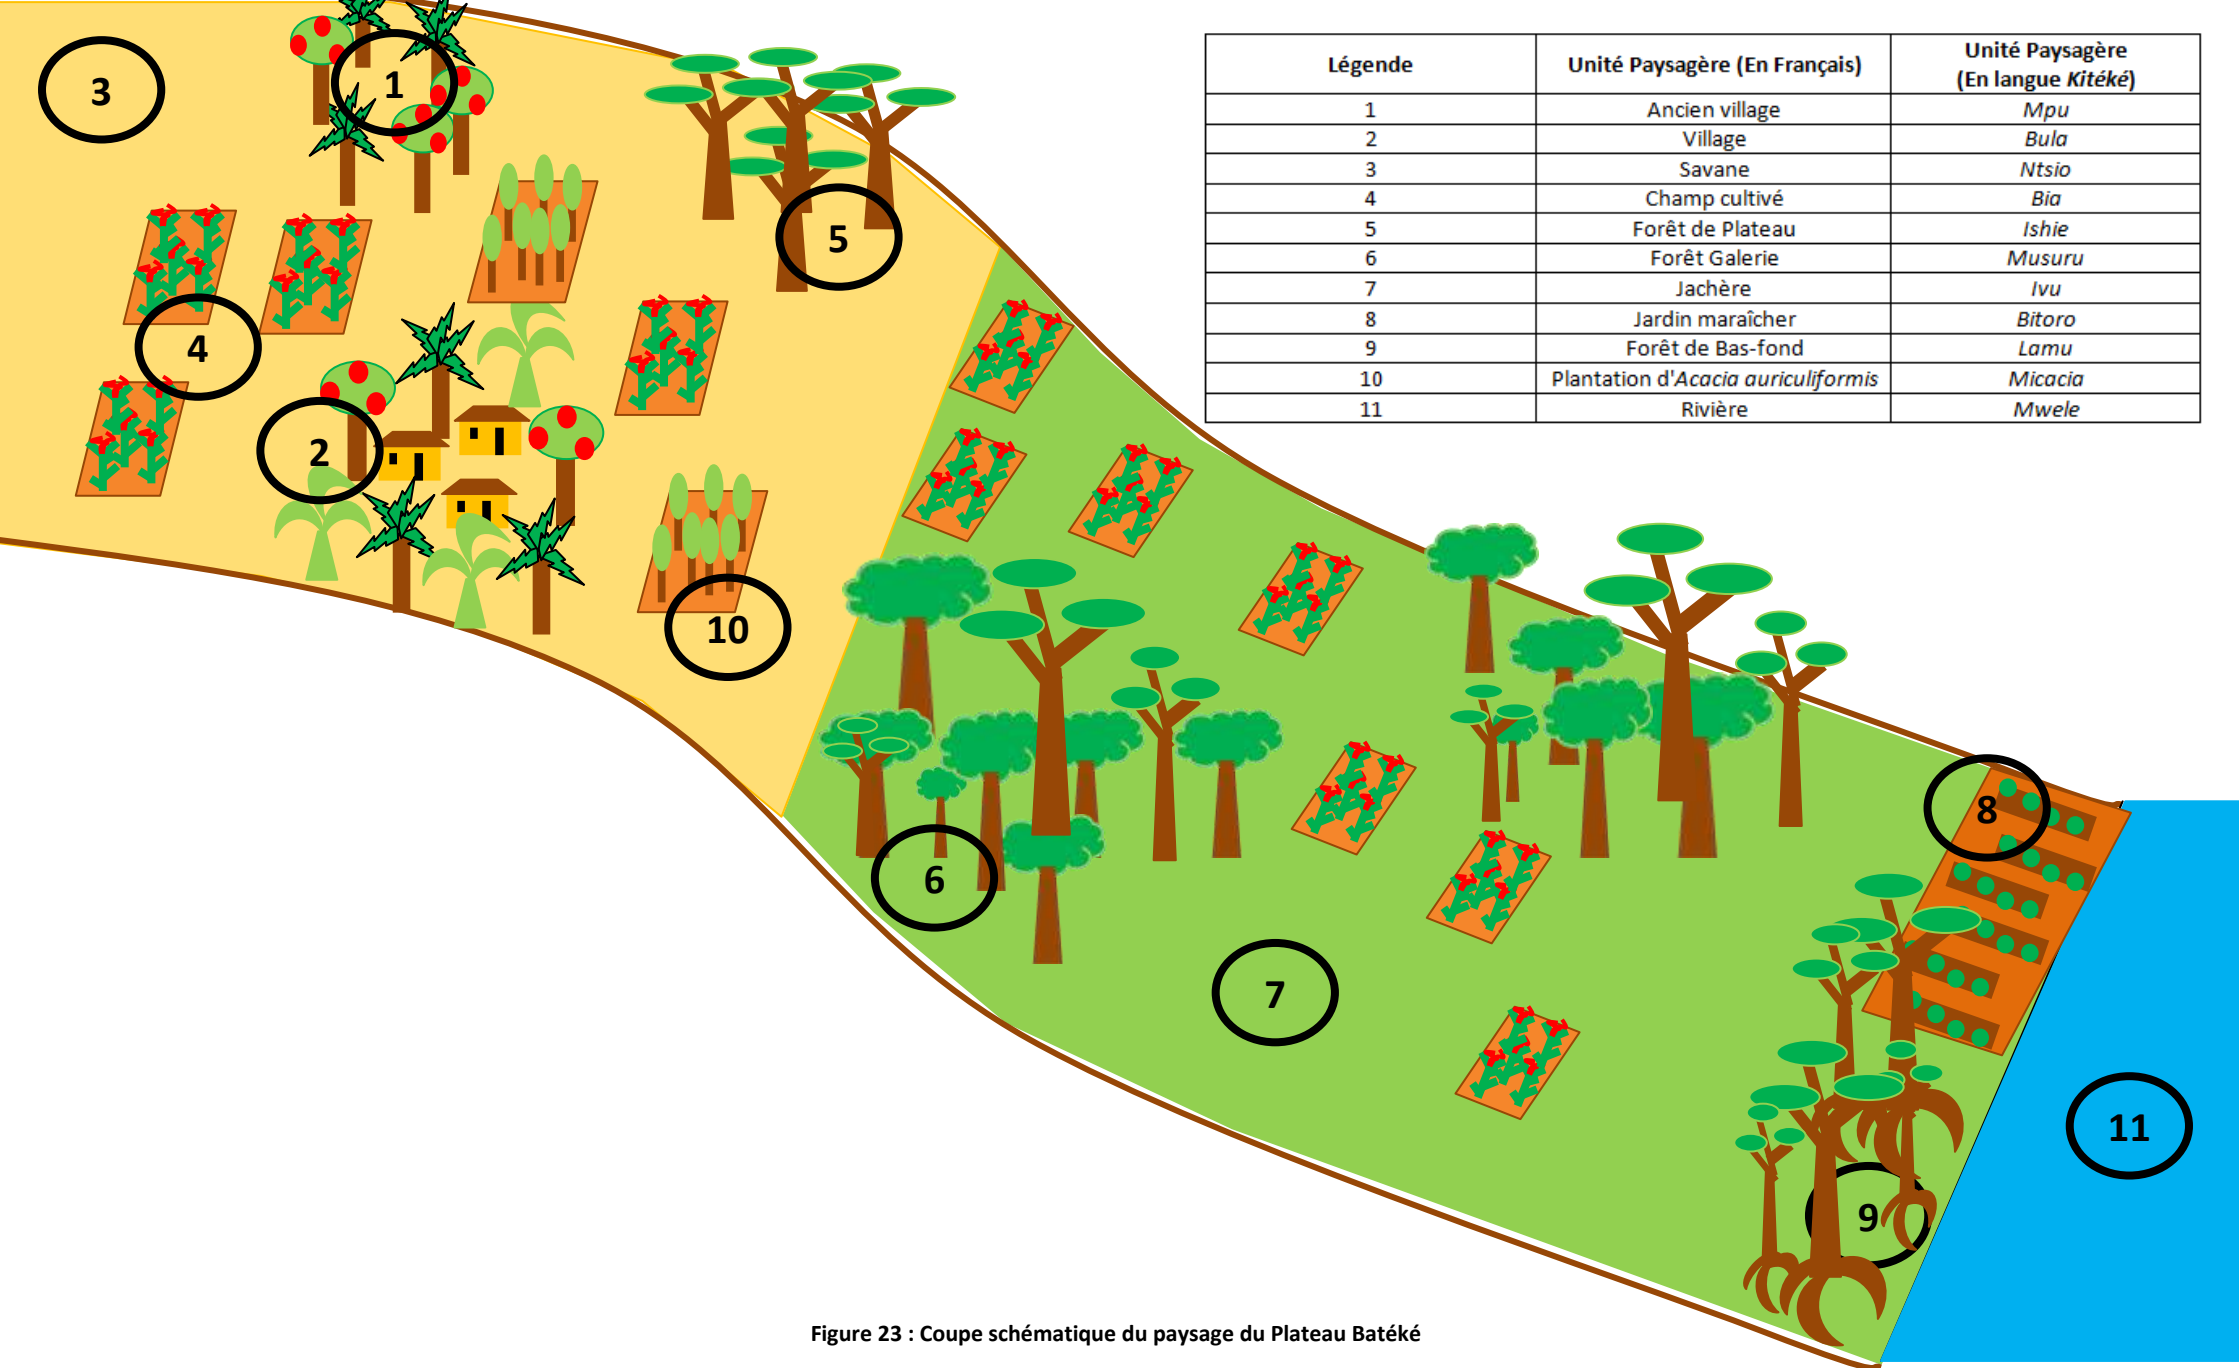 Légende Unité Paysagère (En Français) Unité Paysagère (En langue Kitéké)
1 Ancien village Mpu
2 Village Bula
3 Savane Ntsio
4 Champ cultivé Bia
5 Forêt de Plateau Ishie
6 Forêt Galerie Musuru
7 Jachère Ivu
8 Jardin maraîcher Bitoro
9 Forêt de Bas-fond Lamu
10 Plantation d'Acacia auriculiformis Micacia
11 Rivière Mwele
3
1
5
4
2
10
8
6
7
11
9
Figure 23 : Coupe schématique du paysage du Plateau Batéké